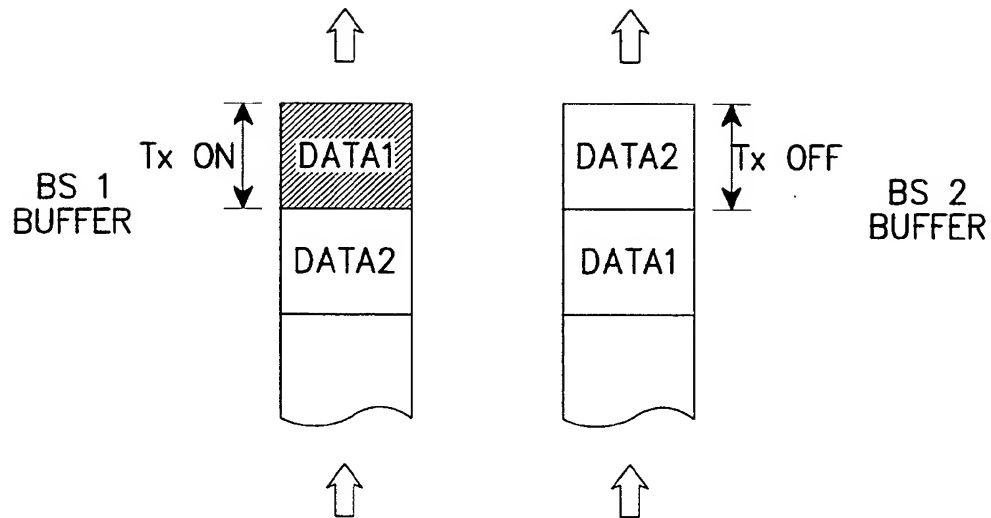 Tx ON
DATA1
DATA2
Tx OFF
BS 1
BUFFER
BS 2
BUFFER
DATA2
DATA1